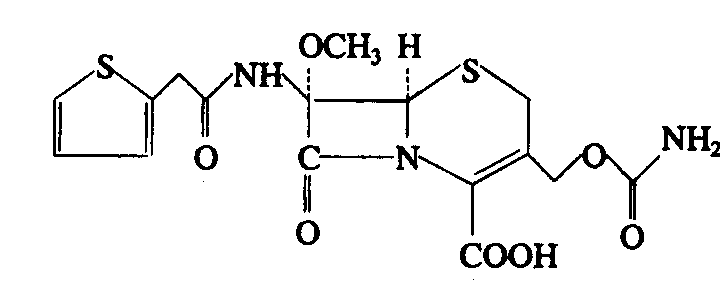 OCH₃ H
S NH S
O C N O NH₂
O COOH O